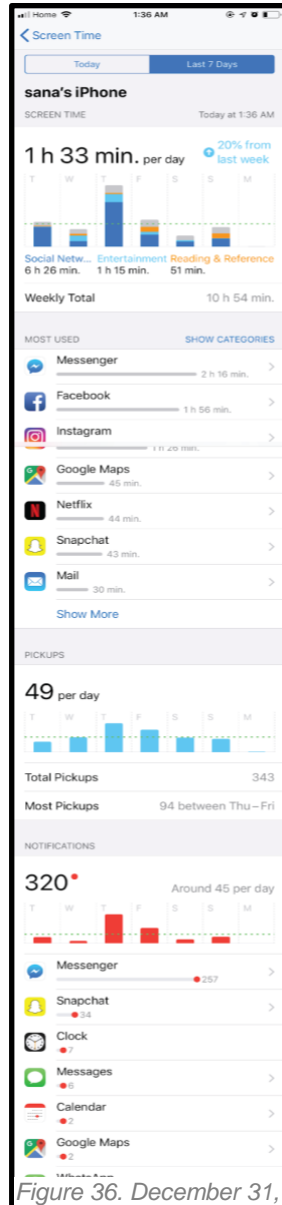 Home 1:36 AM
Screen Time
Today Last 7 Days
sana's iPhone
SCREEN TIME Today at 1:36 AM
1 h 33 min. per day 20% from last week
T W T F S S M
Social Netw... Entertainment Reading & Reference
6 h 26 min. 1 h 15 min. 51 min.
Weekly Total 10 h 54 min.
MOST USED SHOW CATEGORIES
Messenger
2 h 16 min.
Facebook
1 h 56 min.
Instagram
1 h 26 min.
Google Maps
45 min.
Netflix
44 min.
Snapchat
43 min.
Mail
30 min.
Show More
PICKUPS
49 per day
T W T F S S M
Total Pickups 343
Most Pickups 94 between Thu–Fri
NOTIFICATIONS
320 Around 45 per day
T W T F S S M
Messenger
257
Snapchat
34
Clock
7
Messages
6
Calendar
2
Google Maps
2
WhatsApp
Figure 36. December 31,